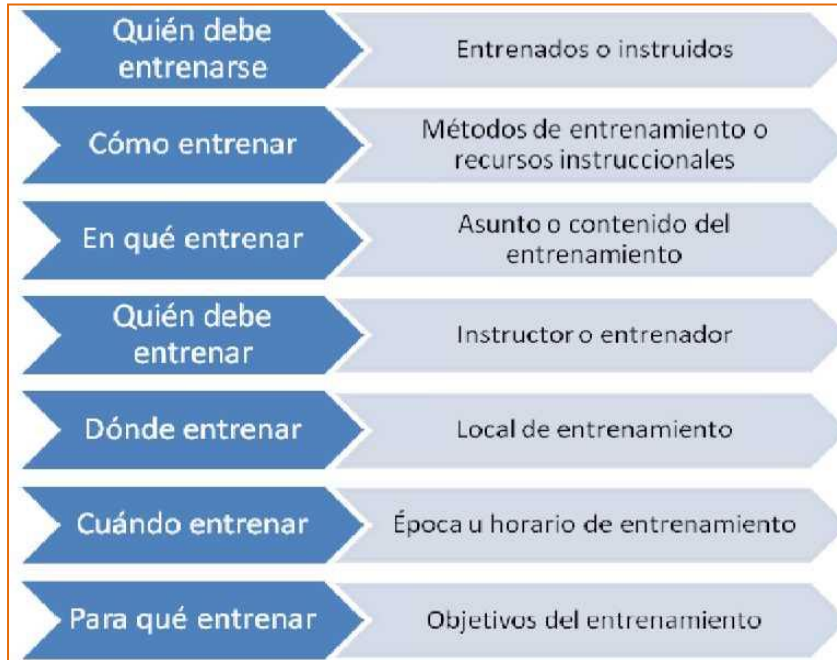 Quién debe
entrenarse
Entrenados o instruidos
Cómo entrenar
Métodos de entrenamiento o
recursos instruccionales
En qué entrenar
Asunto o contenido del
entrenamiento
Quién debe
entrenar
Instructor o entrenador
Dónde entrenar
Local de entrenamiento
Cuándo entrenar
Época u horario de entrenamiento
Para qué entrenar
Objetivos del entrenamiento